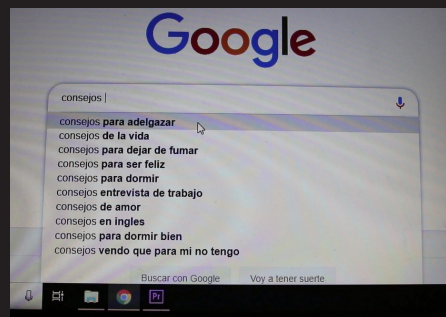 Google
consejos
consejos para adelgazar
consejos de la vida
consejos para dejar de fumar
consejos para ser feliz
consejos para dormir
consejos entrevista de trabajo
consejos de amor
consejos en ingles
consejos para dormir bien
consejos vendo que para mi no tengo
Buscar con Google Voy a tener suerte
Pr